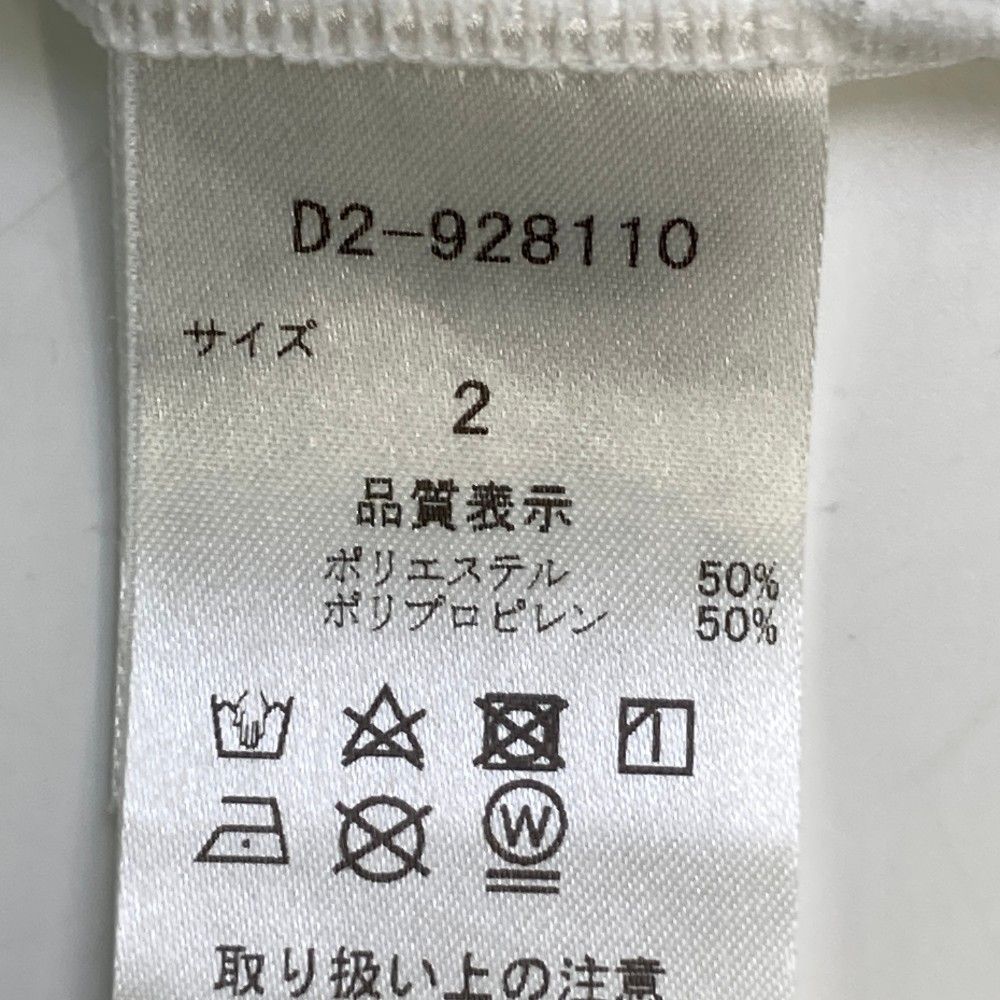 D2-928110
サイズ
2
品質表示
ポリエステル 50%
ポリプロピレン 50%
W
取り扱い上の注意